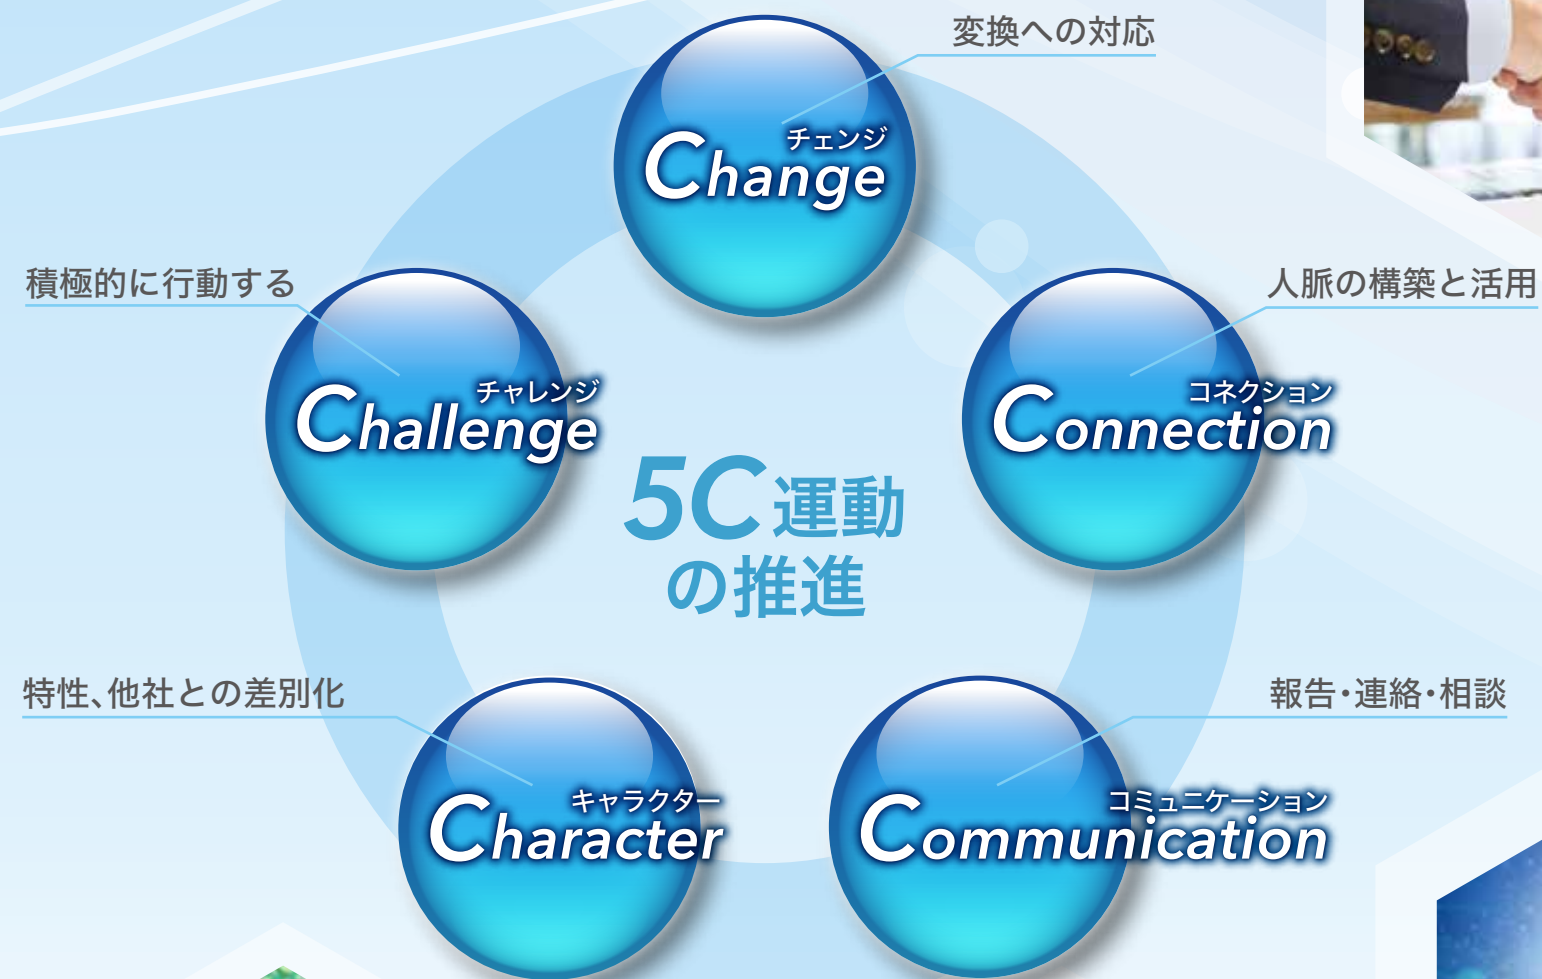 変換への対応
チェンジ
Change
積極的に行動する
チャレンジ
Challenge
人脈の構築と活用
コネクション
Connection
5C運動
の推進
特性、他社との差別化
キャラクター
Character
報告・連絡・相談
コミュニケーション
Communication